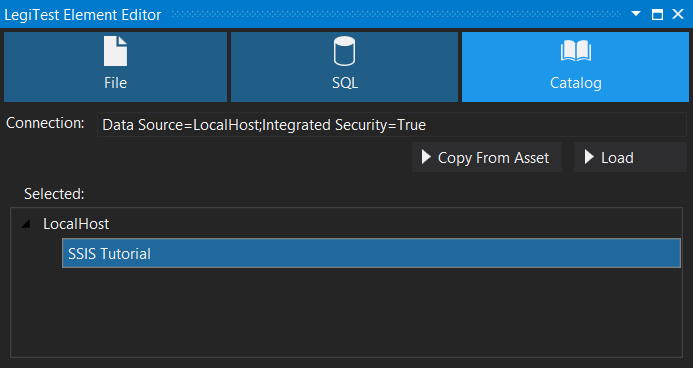 LegiTest Element Editor
File
SQL
Catalog
Connection: Data Source=LocalHost;Integrated Security=True
Copy From Asset
Load
Selected:
LocalHost
SSIS Tutorial